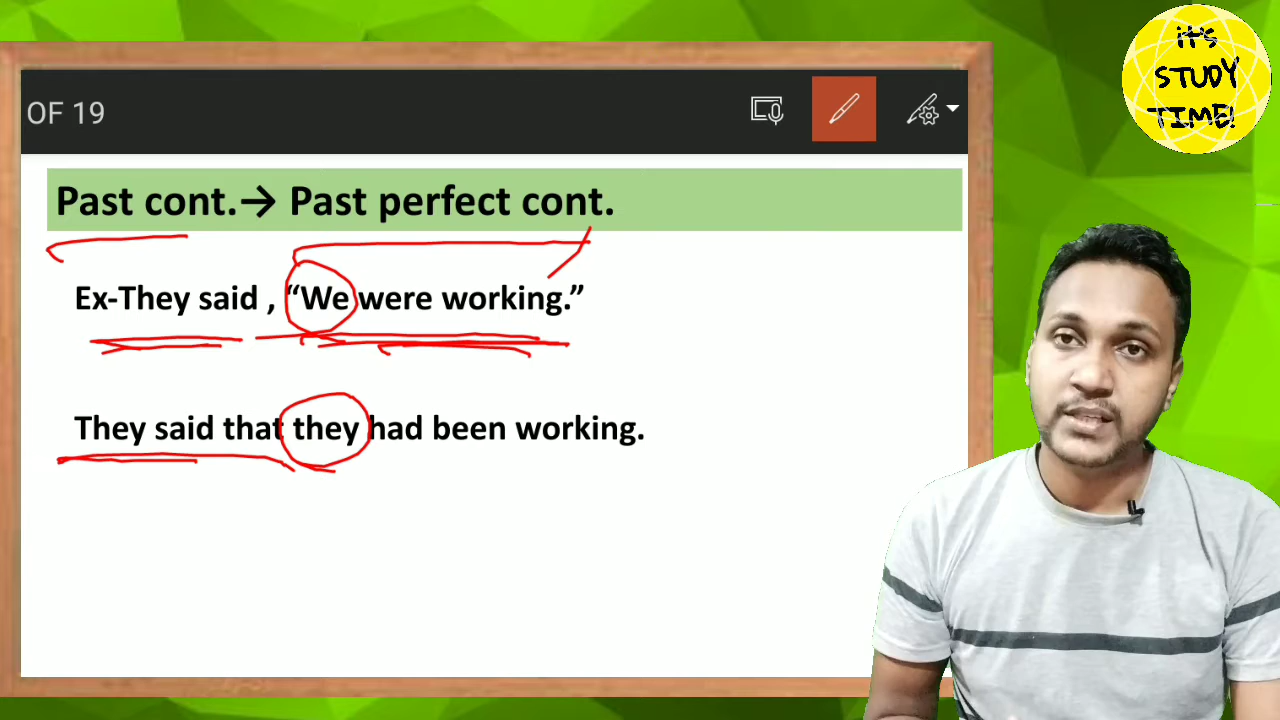 OF 19
it's
STUDY
TIME!
Past cont.→ Past perfect cont.
Ex-They said , “We were working.”
They said that they had been working.